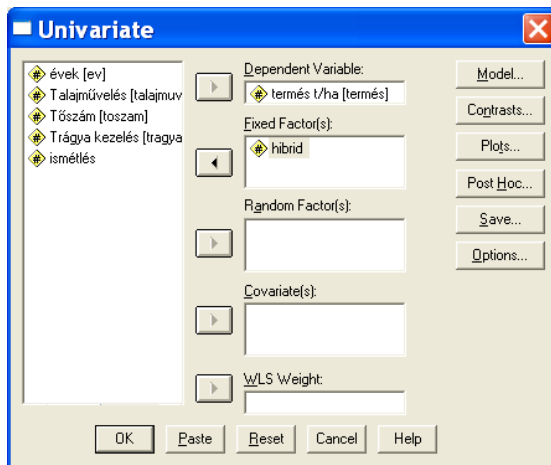 Univariate
évek [ev]
Talajművelés [talajmuv
Tőszám [toszam]
Trágya kezelés [tragya
ismétlés
Dependent Variable:
termés t/ha [termés]
Fixed Factor(s):
hibrid
Random Factor(s):
Covariate(s):
WLS Weight:
Model...
Contrasts...
Plots...
Post Hoc...
Save...
Options...
OK Paste Reset Cancel Help